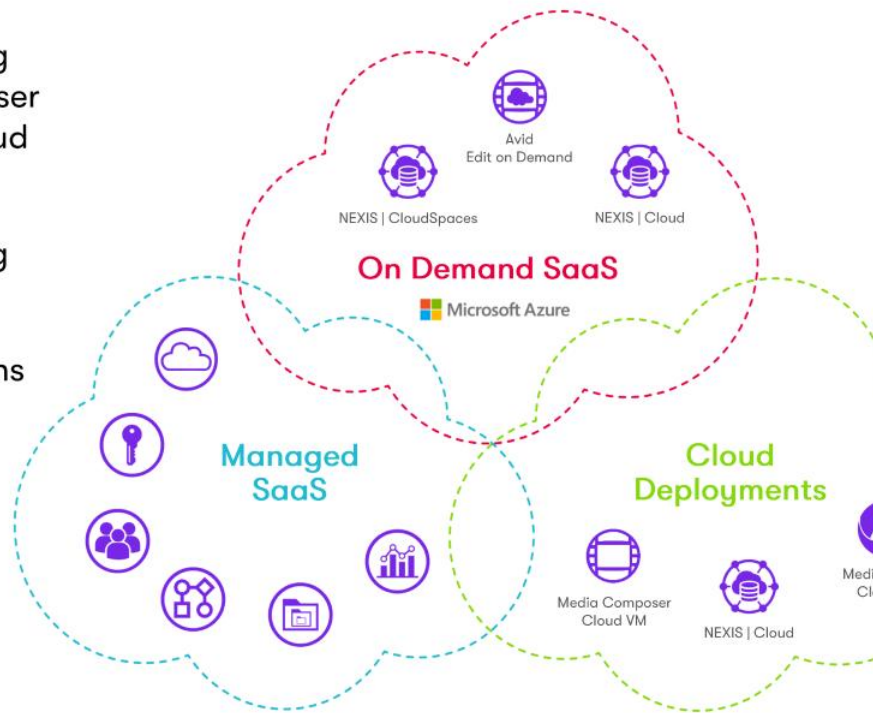 Avid
Edit on Demand
NEXIS | CloudSpaces
NEXIS | Cloud
On Demand SaaS
Microsoft Azure
Managed
SaaS
Cloud
Deployments
Media Composer
Cloud VM
NEXIS | Cloud